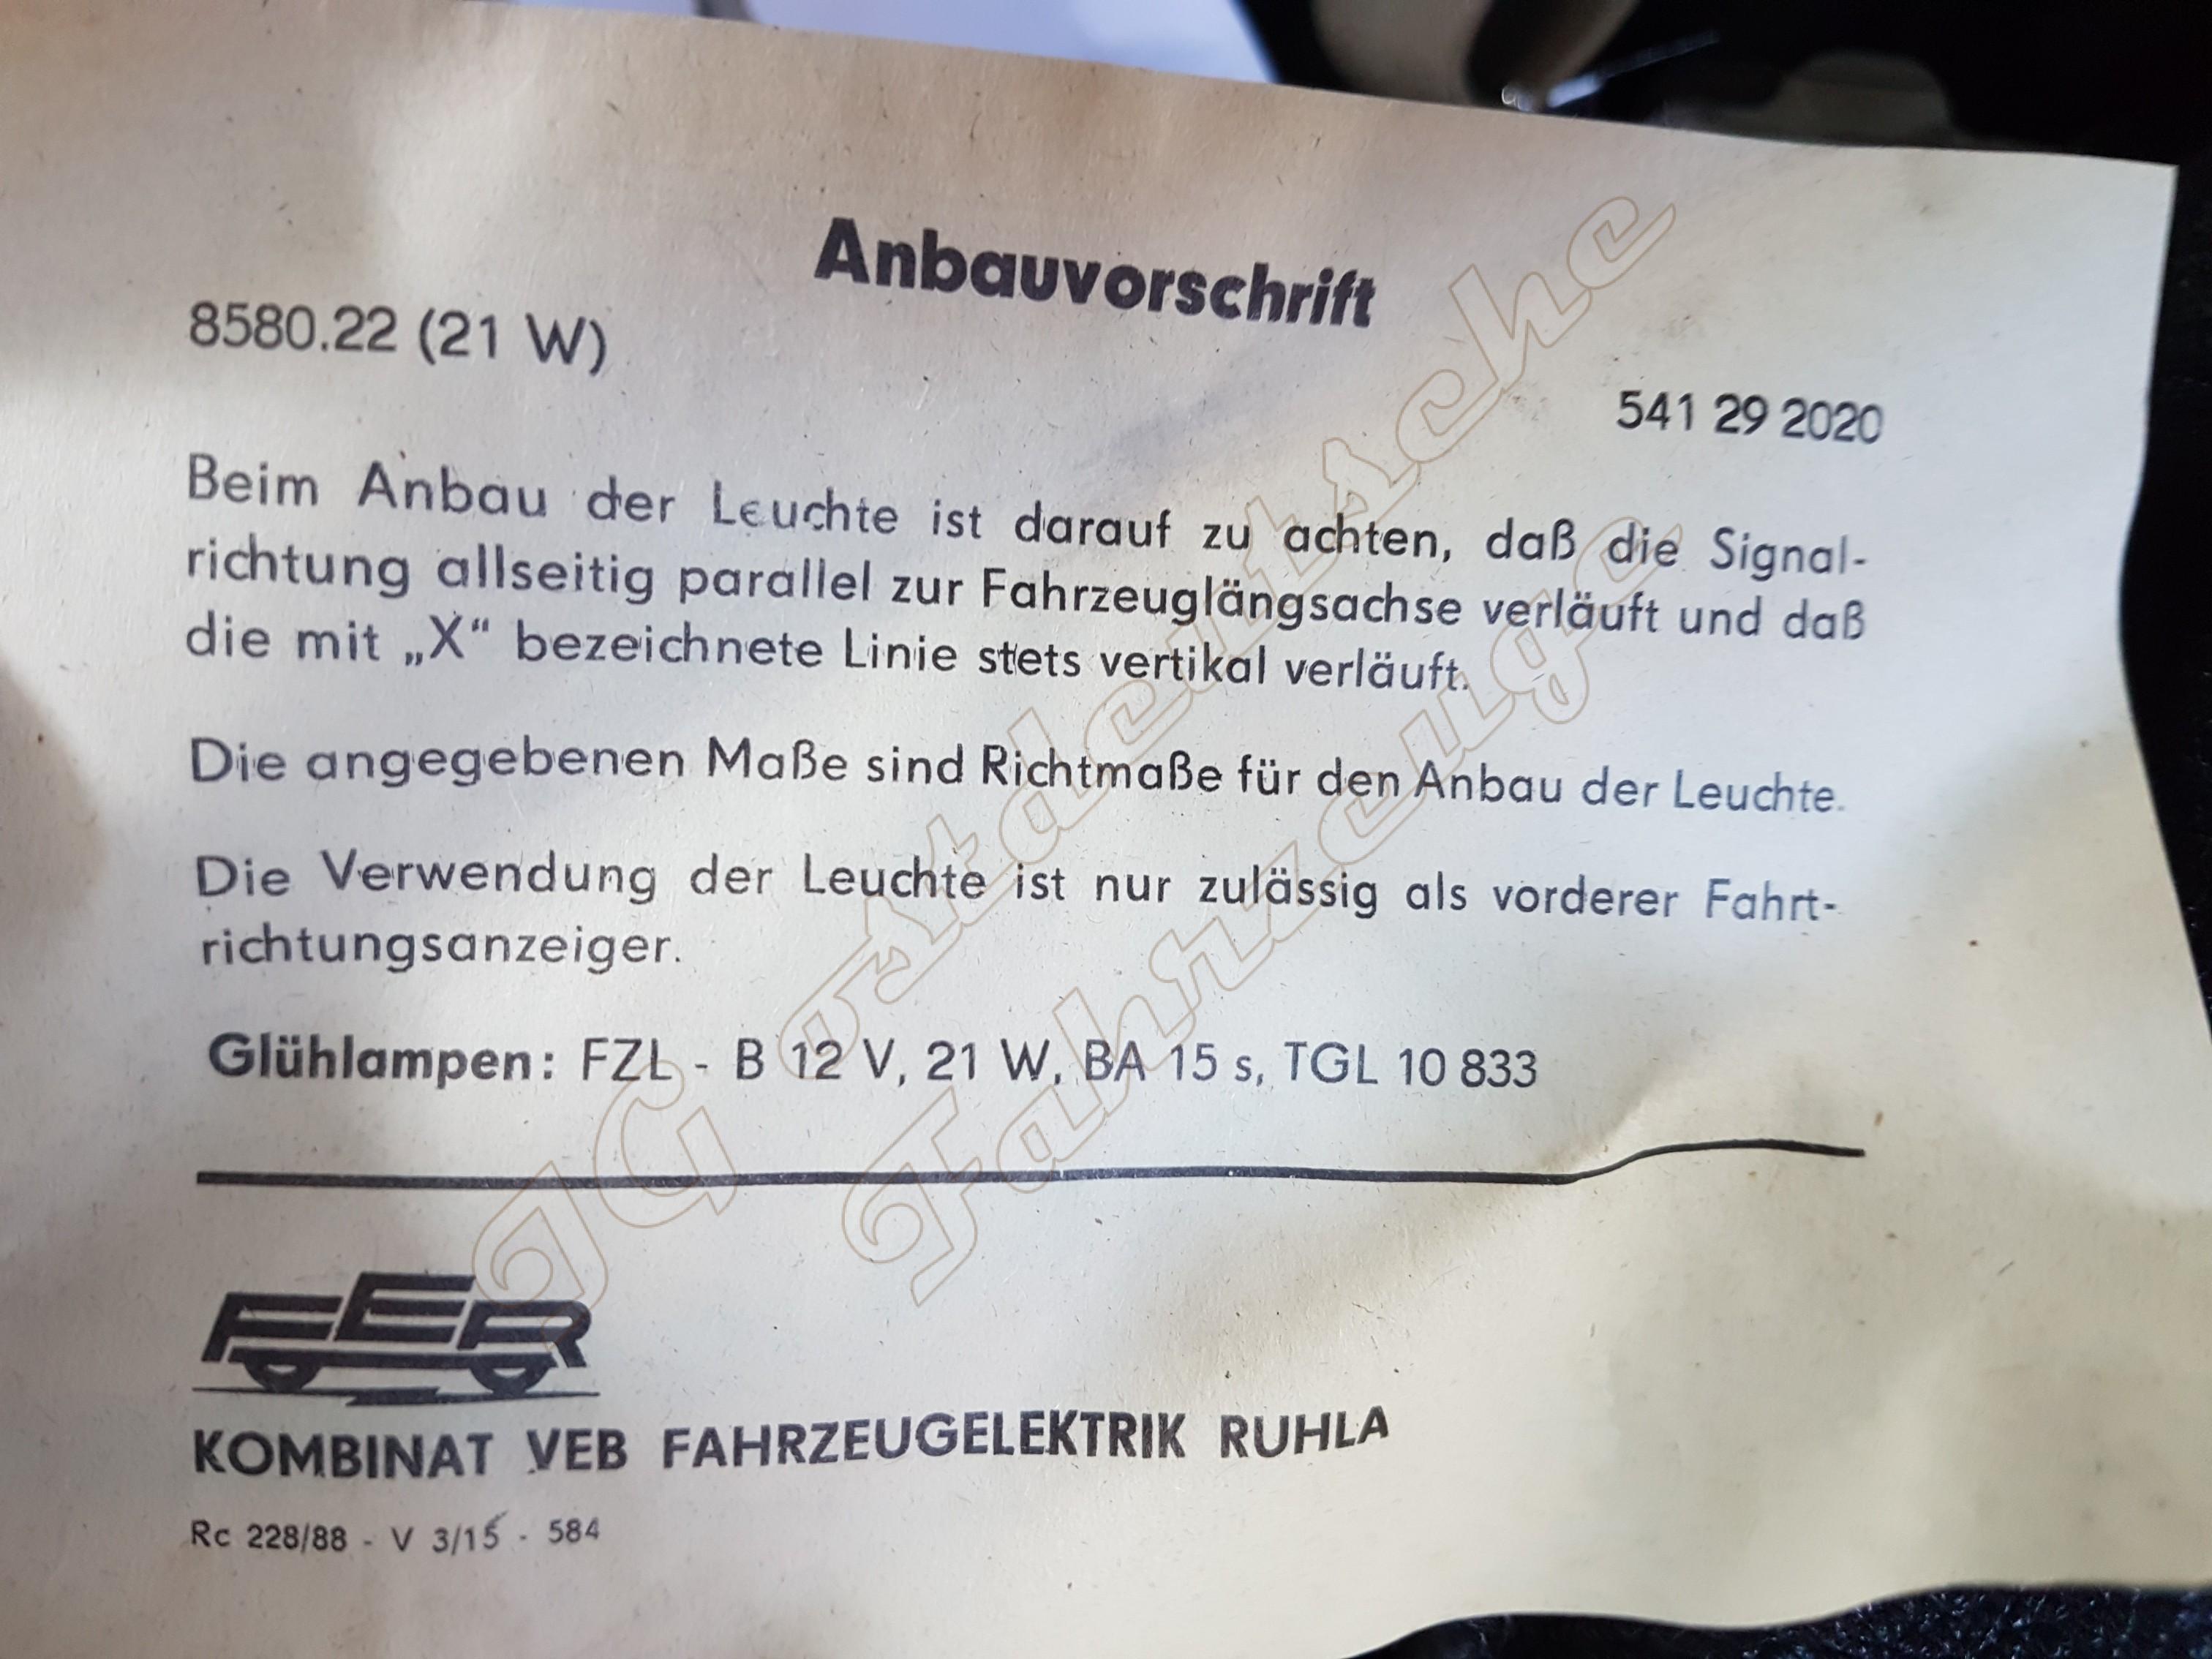 Anbauvorschrift
8580.22 (21 W)
541 29 2020
Beim Anbau der Leuchte ist darauf zu achten, daß die Signal-
richtung allseitig parallel zur Fahrzeuglängsachse verläuft und daß
die mit „X“ bezeichnete Linie stets vertikal verläuft.
Die angegebenen Maße sind Richtmaße für den Anbau der Leuchte.
Die Verwendung der Leuchte ist nur zulässig als vorderer Fahrt-
richtungsanzeiger.
Glühlampen: FZL - B 12 V, 21 W, BA 15 s, TGL 10 833
FER
KOMBINAT VEB FAHRZEUGELEKTRIK RUHLA
Rc 228/88 - V 3/15 - 584
IG ostdeutsche
Fahrzeuge